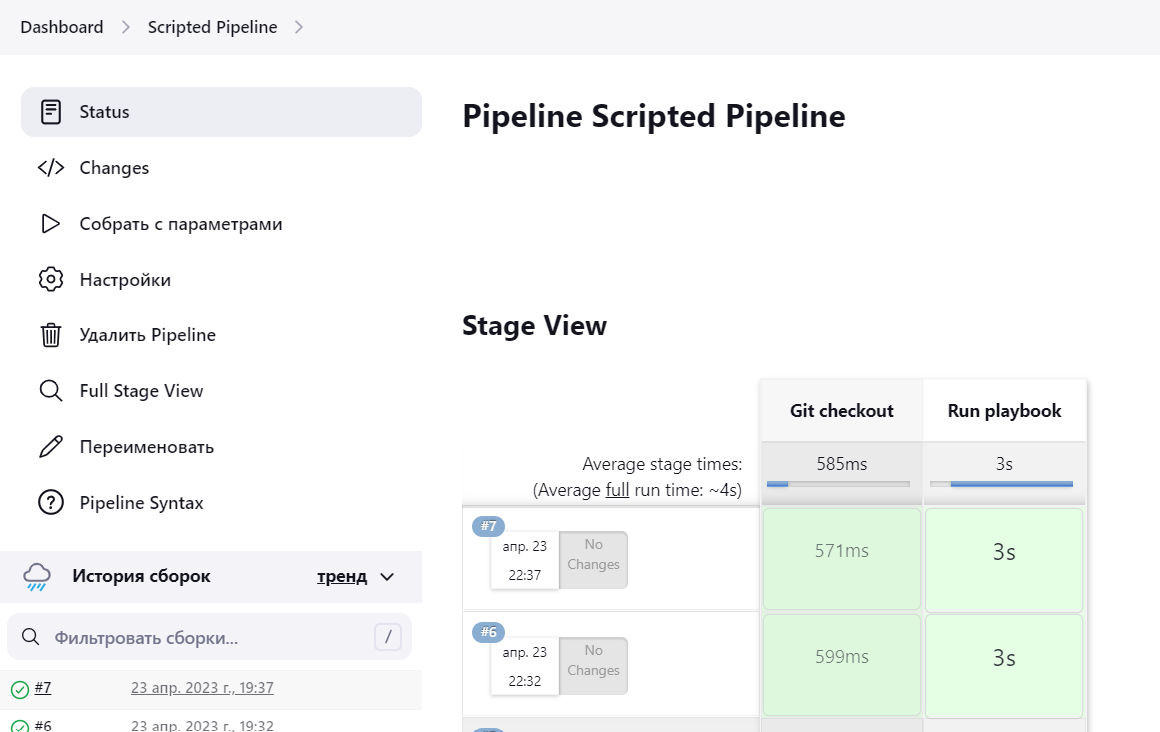 Dashboard
Scripted Pipeline
Status
Changes
Собрать с параметрами
Настройки
Удалить Pipeline
Full Stage View
Переименовать
Pipeline Syntax
История сборок
тренд
Фильтровать сборки...
/
#7
23 апр. 2023 г., 19:37
#6
23 апр. 2023 г., 19:32
Pipeline Scripted Pipeline
Stage View
Git checkout
Run playbook
Average stage times:
(Average full run time: ~4s)
585ms
3s
#7
апр. 23
22:37
No
Changes
571ms
3s
#6
апр. 23
22:32
No
Changes
599ms
3s